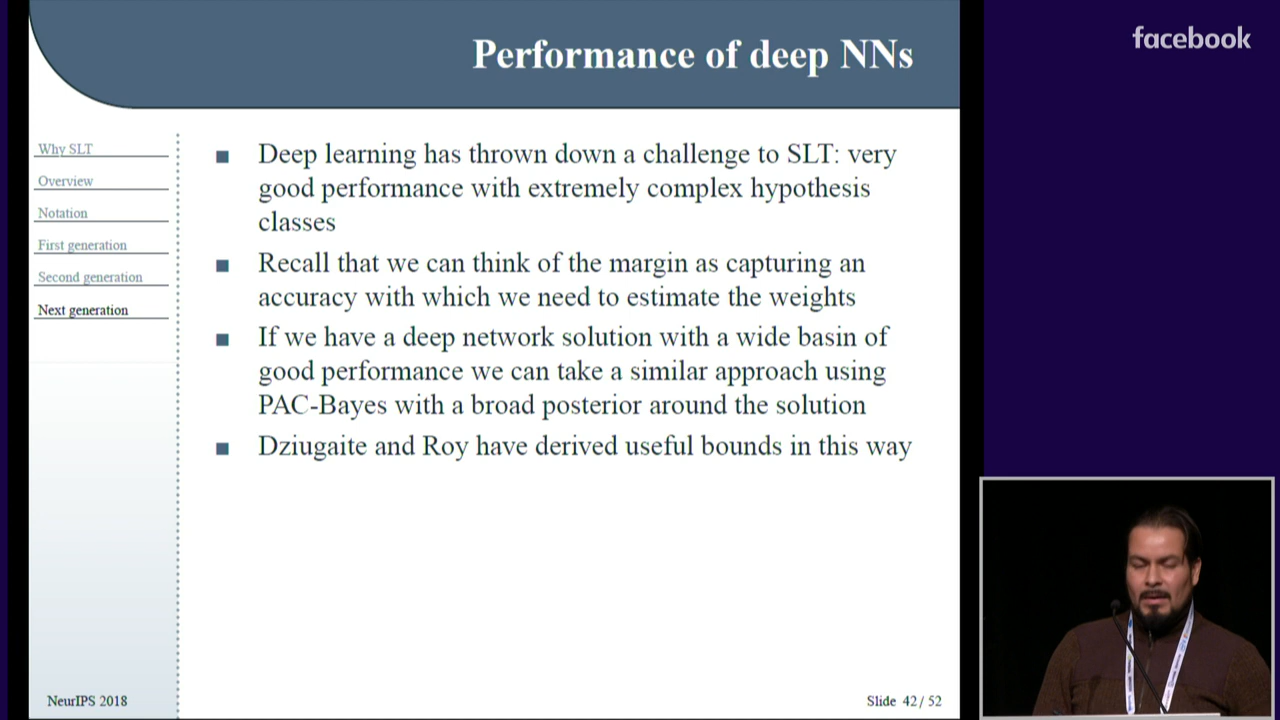 Performance of deep NNs
facebook
Why SLT
Overview
Notation
First generation
Second generation
Next generation
Deep learning has thrown down a challenge to SLT: very
good performance with extremely complex hypothesis
classes
Recall that we can think of the margin as capturing an
accuracy with which we need to estimate the weights
If we have a deep network solution with a wide basin of
good performance we can take a similar approach using
PAC-Bayes with a broad posterior around the solution
Dziugaite and Roy have derived useful bounds in this way
NeurIPS 2018
Slide 42 / 52